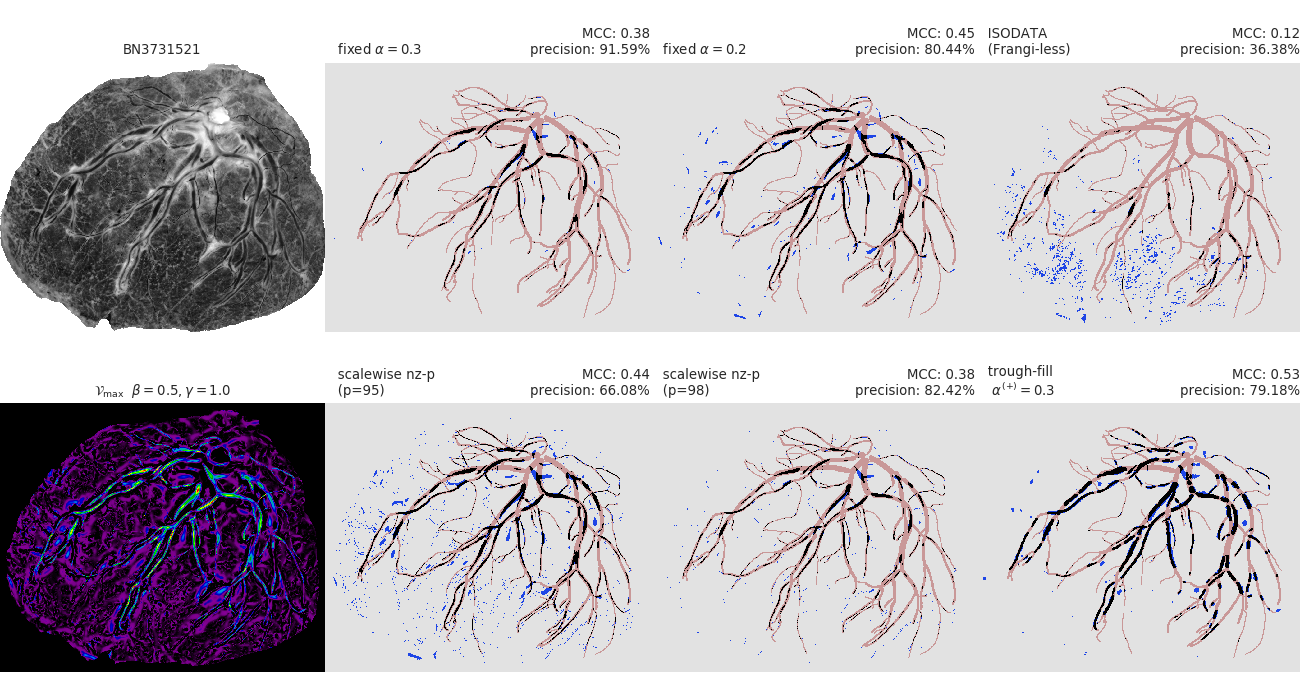 BN3731521
fixed α = 0.3
MCC: 0.38
precision: 91.59%
fixed α = 0.2
MCC: 0.45
precision: 80.44%
ISODATA
(Frangi-less)
MCC: 0.12
precision: 36.38%
𝒱max β = 0.5, γ = 1.0
scalewise nz-p
(p=95)
MCC: 0.44
precision: 66.08%
scalewise nz-p
(p=98)
MCC: 0.38
precision: 82.42%
trough-fill
α(+) = 0.3
MCC: 0.53
precision: 79.18%